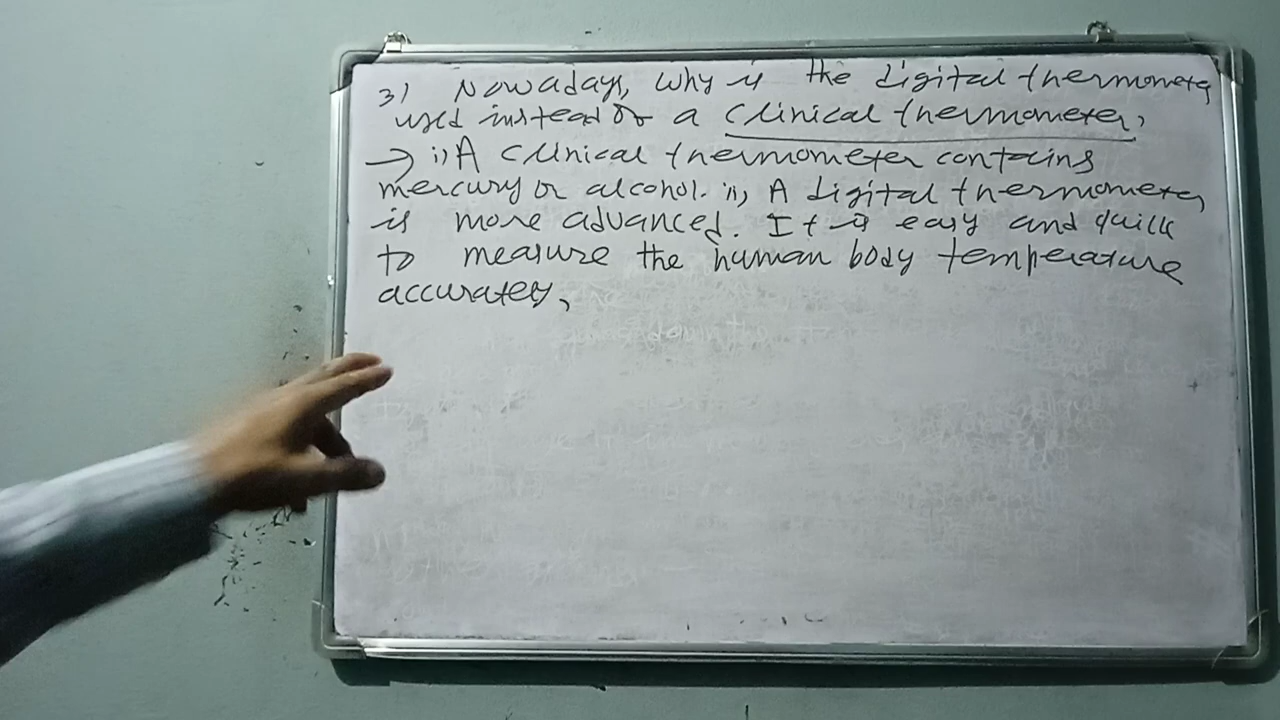 3) Nowadays, why is the digital thermometer
used instead of a clinical thermometer,
→ i) A clinical thermometer contains
mercury or alcohol. ii) A digital thermometer
is more advanced. It is easy and quick
to measure the human body temperature
accurately,